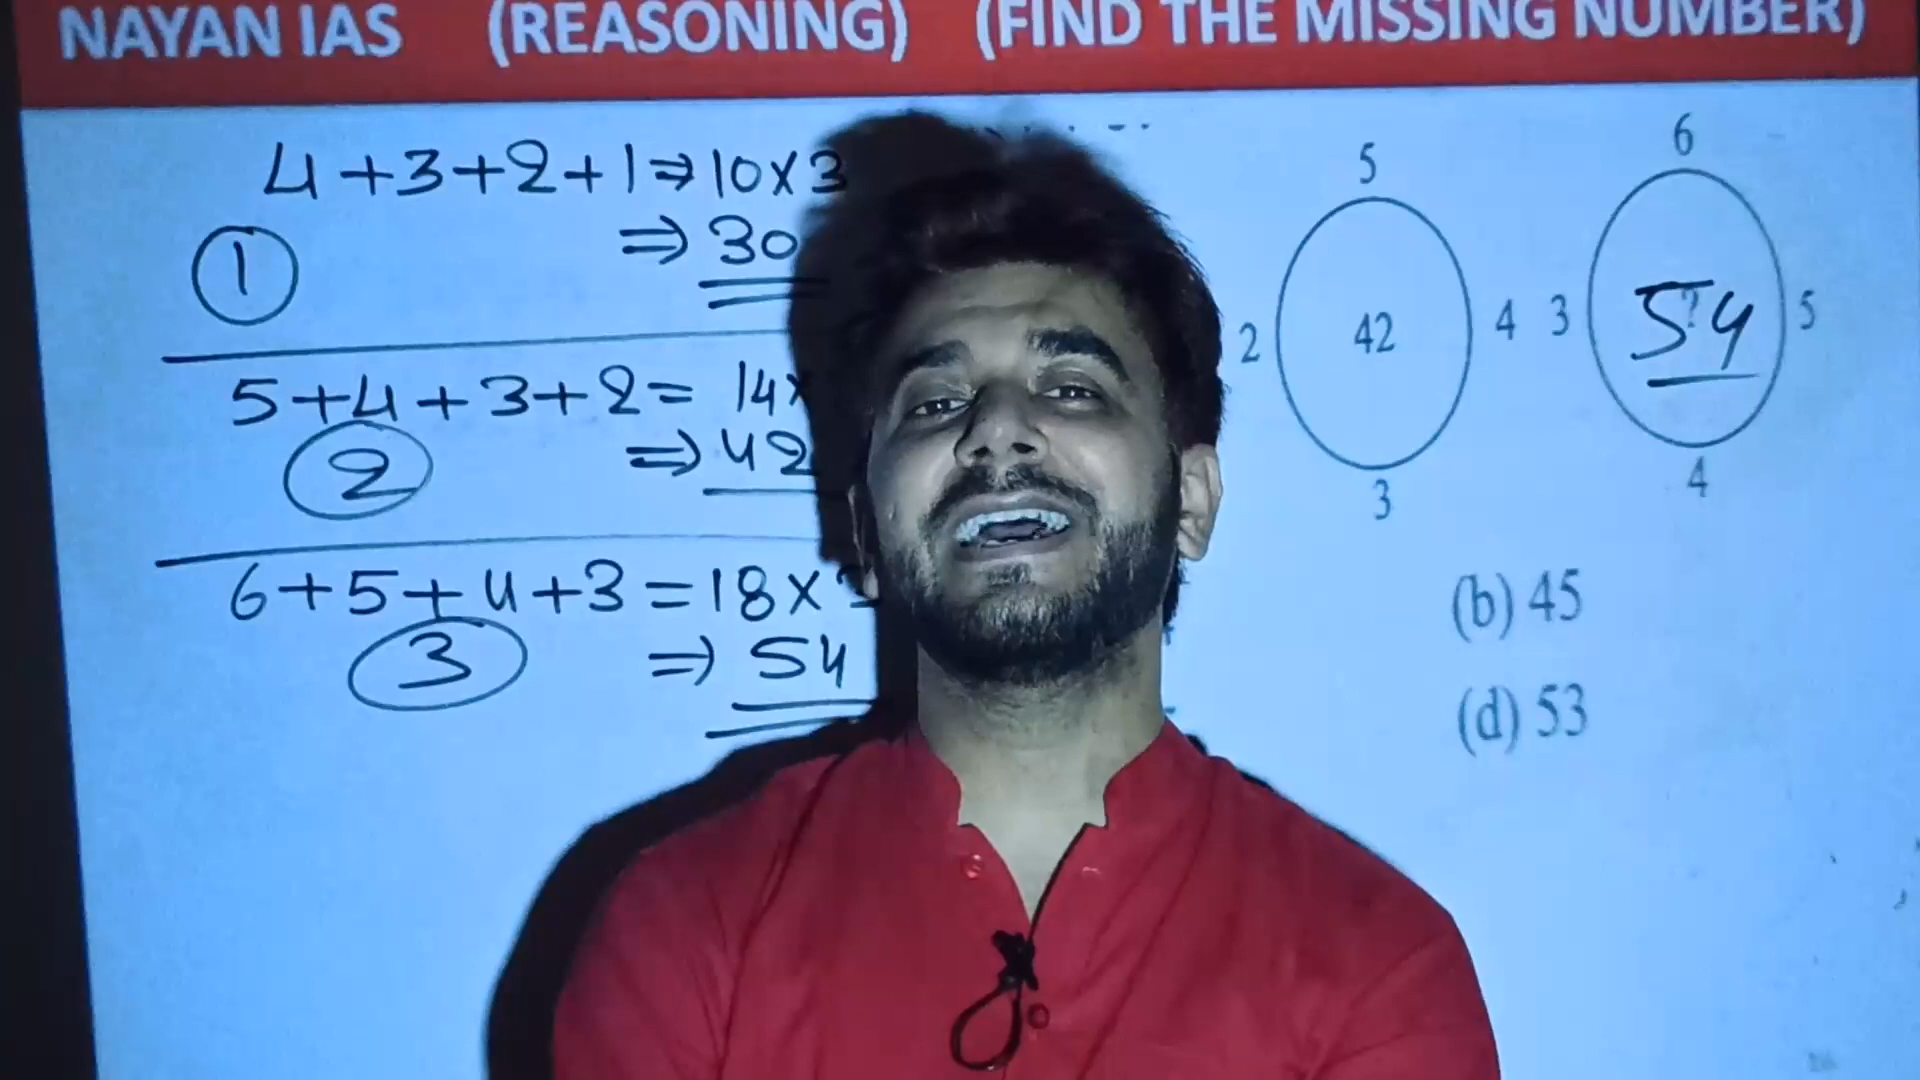 NAYAN IAS (REASONING) (FIND THE MISSING NUMBER)
4+3+2+1⇒10×3
⇒30
1
5+4+3+2= 14×
⇒42
2
6+5+4+3=18×
⇒54
3
5
2 42 4
3
6
3 54 5
4
(b) 45
(d) 53